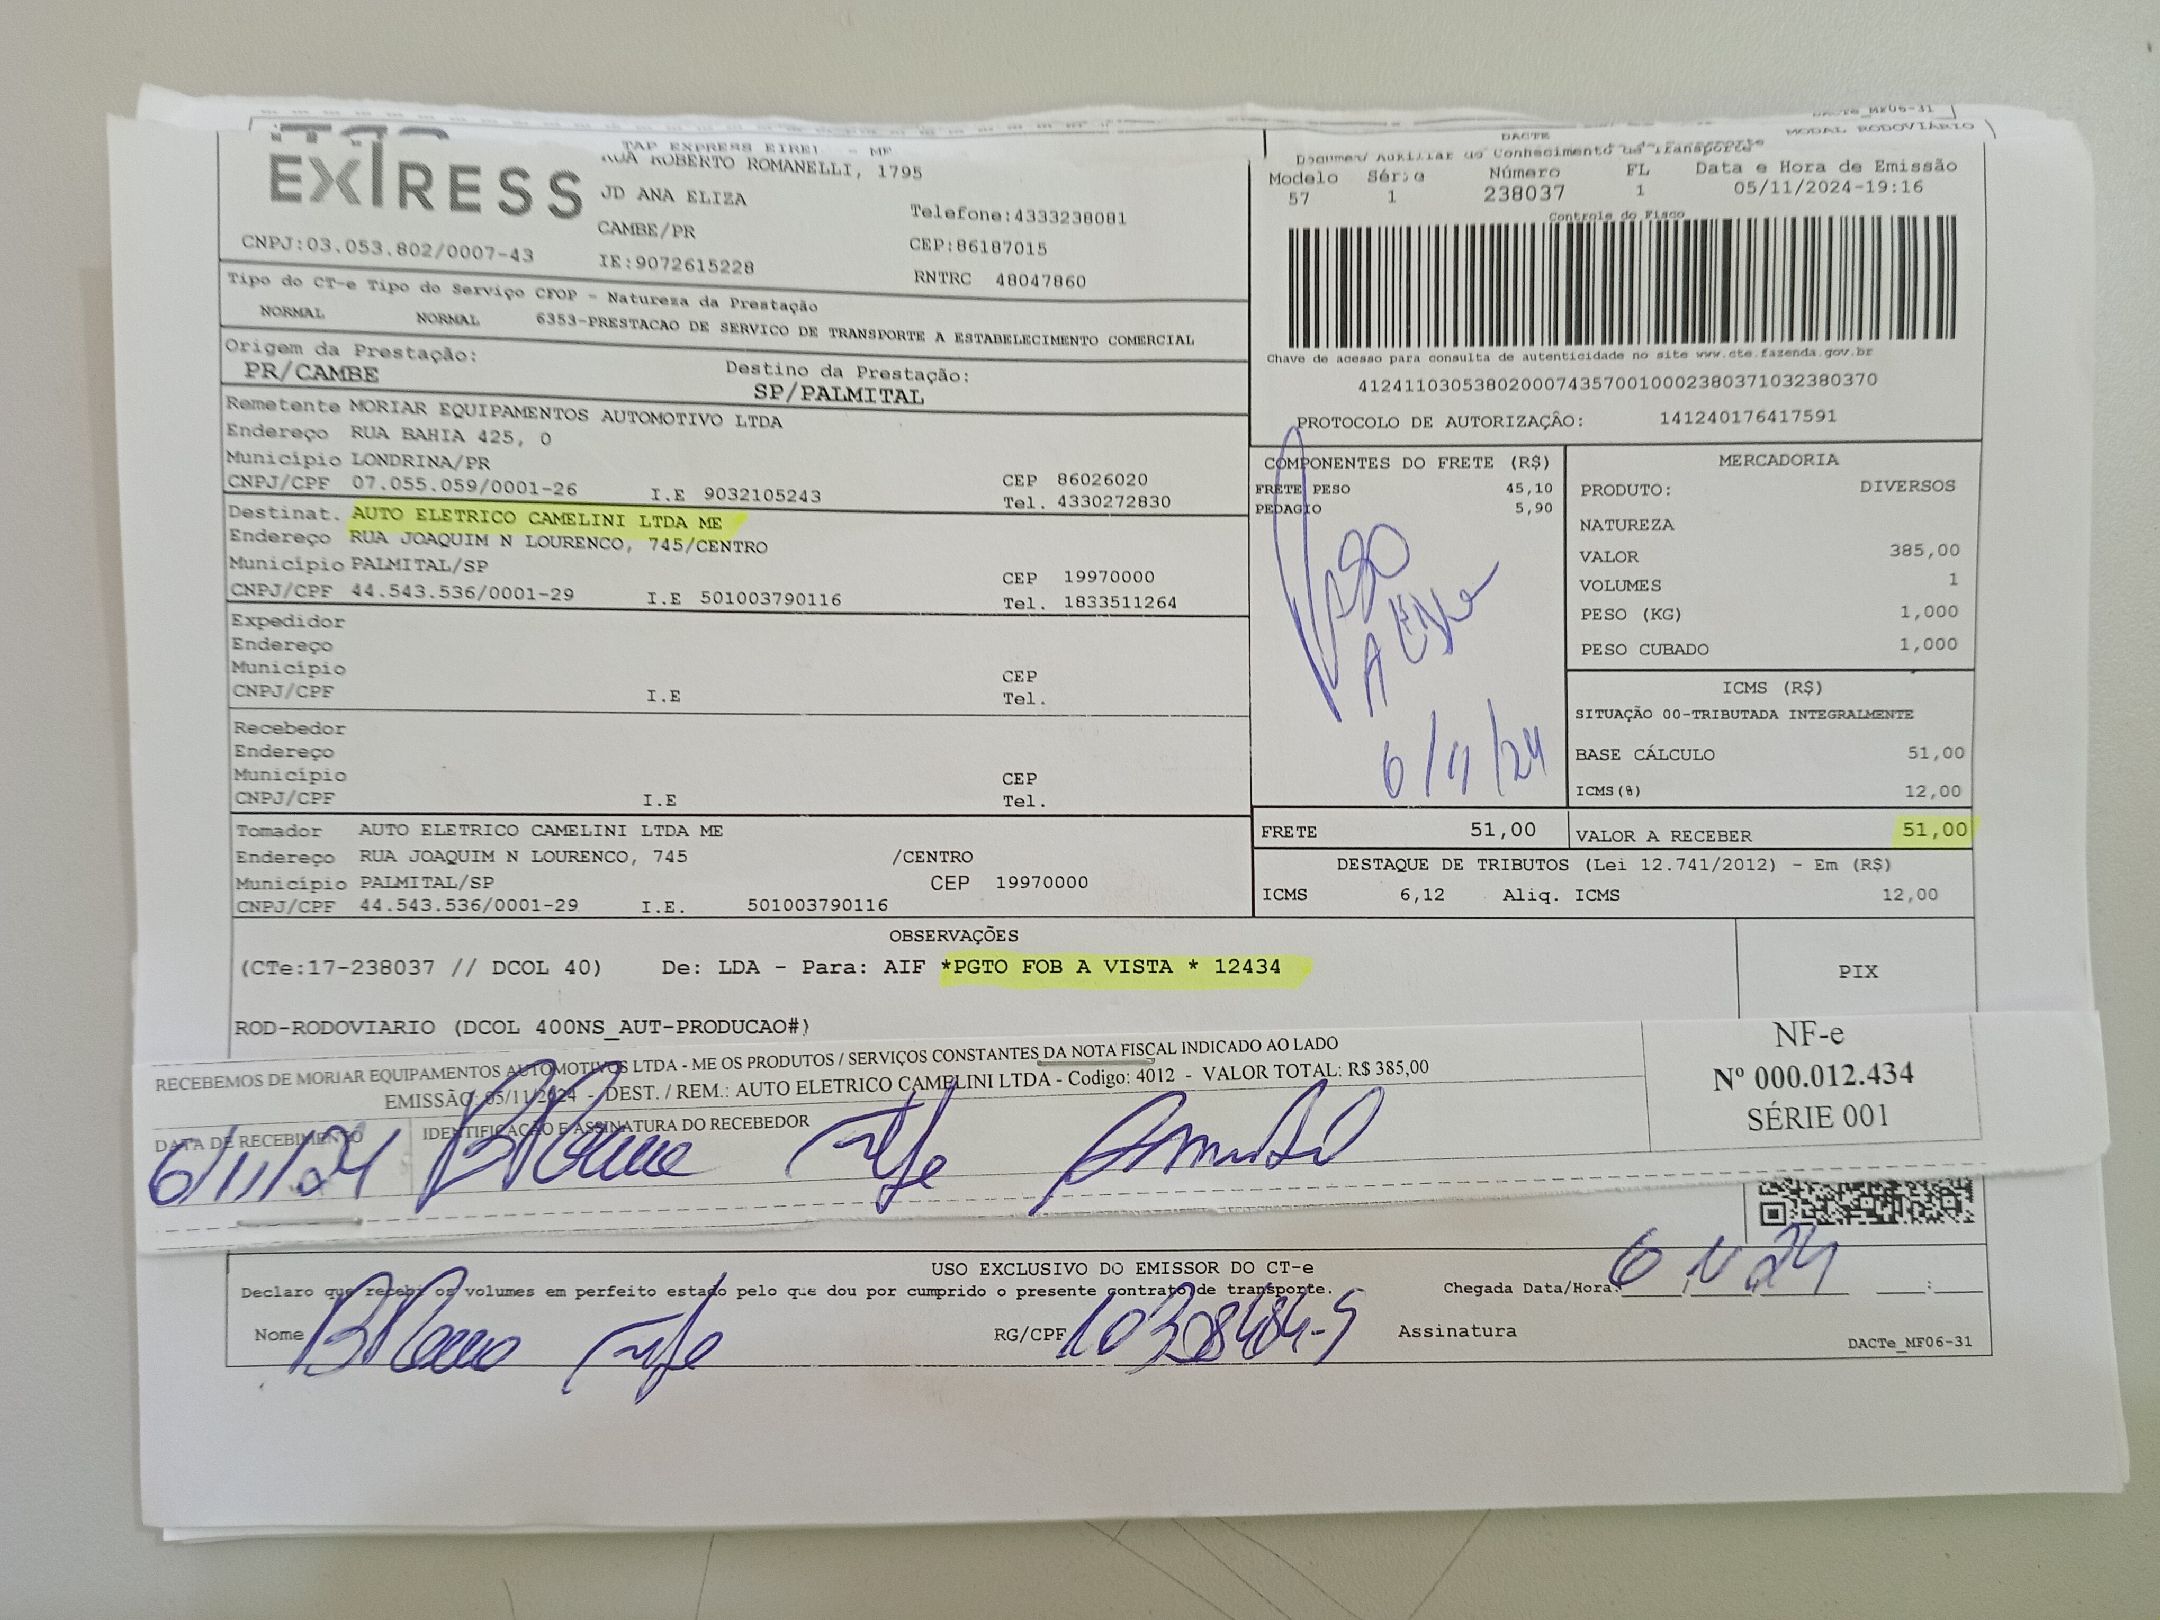 DACTe_MF06-31
MODAL RODOVIÁRIO
EXPRESS
TAP EXPRESS EIRELI - ME
RUA ROBERTO ROMANELLI, 1795
JD ANA ELIZA
CAMBE/PR
Telefone:4333238081
CEP:86187015
CNPJ:03.053.802/0007-43
IE:9072615228
RNTRC 48047860
DACTE
Documento Auxiliar do Conhecimento de Transporte
Modelo Série Número FL Data e Hora de Emissão
57 1 238037 1 05/11/2024-19:16
Controle do Fisco
Chave de acesso para consulta de autenticidade no site www.cte.fazenda.gov.br
41241103053802000743570010002380371032380370
PROTOCOLO DE AUTORIZAÇÃO: 141240176417591
Tipo do CT-e Tipo do Serviço CFOP - Natureza da Prestação
NORMAL NORMAL 6353-PRESTACAO DE SERVICO DE TRANSPORTE A ESTABELECIMENTO COMERCIAL
Origem da Prestação: Destino da Prestação:
PR/CAMBE SP/PALMITAL
Remetente MORIAR EQUIPAMENTOS AUTOMOTIVO LTDA
Endereço RUA BAHIA 425, 0
Município LONDRINA/PR CEP 86026020
CNPJ/CPF 07.055.059/0001-26 I.E 9032105243 Tel. 4330272830
Destinat. AUTO ELETRICO CAMELINI LTDA ME
Endereço RUA JOAQUIM N LOURENCO, 745/CENTRO
Município PALMITAL/SP CEP 19970000
CNPJ/CPF 44.543.536/0001-29 I.E 501003790116 Tel. 1833511264
Expedidor
Endereço
Município CEP
CNPJ/CPF I.E Tel.
Recebedor
Endereço
Município CEP
CNPJ/CPF I.E Tel.
Tomador AUTO ELETRICO CAMELINI LTDA ME
Endereço RUA JOAQUIM N LOURENCO, 745 /CENTRO
Município PALMITAL/SP CEP 19970000
CNPJ/CPF 44.543.536/0001-29 I.E. 501003790116
COMPONENTES DO FRETE (R$)
FRETE PESO 45,10
PEDAGIO 5,90
6/11/24
MERCADORIA
PRODUTO: DIVERSOS
NATUREZA
VALOR 385,00
VOLUMES 1
PESO (KG) 1,000
PESO CUBADO 1,000
ICMS (R$)
SITUAÇÃO 00-TRIBUTADA INTEGRALMENTE
BASE CÁLCULO 51,00
ICMS(%) 12,00
FRETE 51,00 VALOR A RECEBER 51,00
DESTAQUE DE TRIBUTOS (Lei 12.741/2012) - Em (R$)
ICMS 6,12 Aliq. ICMS 12,00
OBSERVAÇÕES
(CTe:17-238037 // DCOL 40) De: LDA - Para: AIF *PGTO FOB A VISTA * 12434
PIX
ROD-RODOVIARIO (DCOL 400NS_AUT-PRODUCAO#)
RECEBEMOS DE MORIAR EQUIPAMENTOS AUTOMOTIVOS LTDA - ME OS PRODUTOS / SERVIÇOS CONSTANTES DA NOTA FISCAL INDICADO AO LADO
EMISSÃO: 05/11/2024 - DEST. / REM.: AUTO ELETRICO CAMELINI LTDA - Codigo: 4012 - VALOR TOTAL: R$ 385,00
DATA DE RECEBIMENTO IDENTIFICAÇÃO E ASSINATURA DO RECEBEDOR
6/11/24
NF-e
Nº 000.012.434
SÉRIE 001
USO EXCLUSIVO DO EMISSOR DO CT-e
Declaro que recebi os volumes em perfeito estado pelo que dou por cumprido o presente contrato de transporte.
Chegada Data/Hora: 6 11 24 :
Nome RG/CPF 10308484-5 Assinatura
DACTe_MF06-31